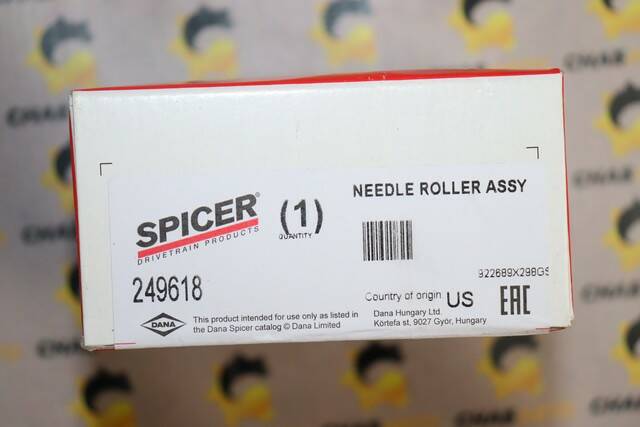 NEEDLE ROLLER ASSY
SPICER®
DRIVETRAIN PRODUCTS
(1)
QUANTITY
249618
922689X298GS
Country of origin US
EAC
DANA
This product intended for use only as listed in
the Dana Spicer catalog © Dana Limited
Dana Hungary Ltd.
Körtefa st, 9027 Győr, Hungary